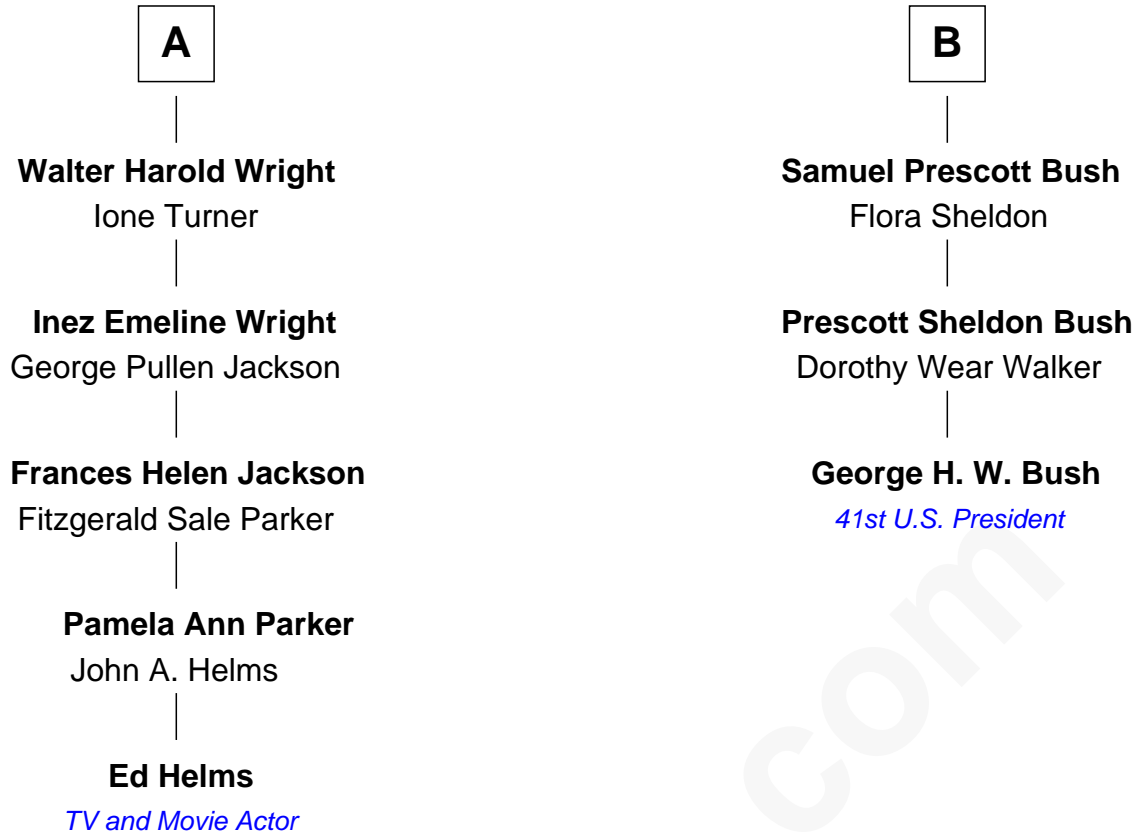 A
Walter Harold Wright
Ione Turner
Inez Emeline Wright
George Pullen Jackson
Frances Helen Jackson
Fitzgerald Sale Parker
Pamela Ann Parker
John A. Helms
Ed Helms
TV and Movie Actor
B
Samuel Prescott Bush
Flora Sheldon
Prescott Sheldon Bush
Dorothy Wear Walker
George H. W. Bush
41st U.S. President
com